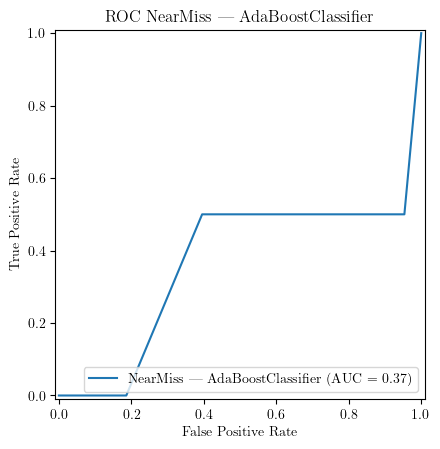 ROC NearMiss — AdaBoostClassifier
1.0
0.8
0.6
0.4
0.2
0.0
True Positive Rate
NearMiss — AdaBoostClassifier (AUC = 0.37)
0.0 0.2 0.4 0.6 0.8 1.0
False Positive Rate